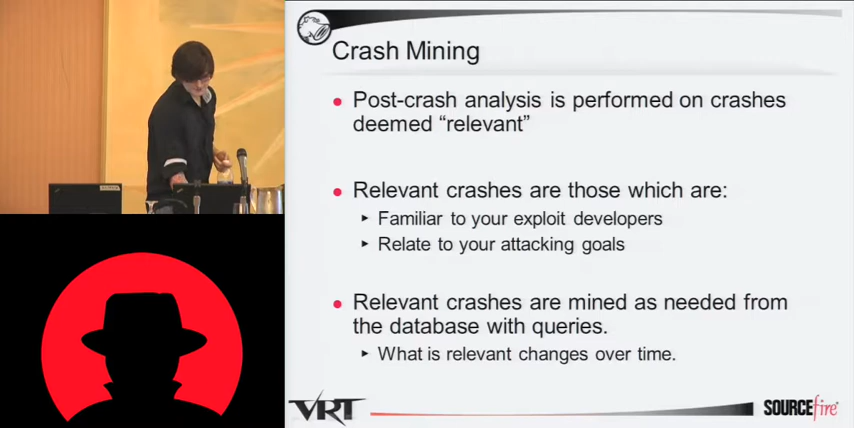 Crash Mining
Post-crash analysis is performed on crashes
deemed “relevant”
Relevant crashes are those which are:
Familiar to your exploit developers
Relate to your attacking goals
Relevant crashes are mined as needed from
the database with queries.
What is relevant changes over time.
VRT
SOURCEfire